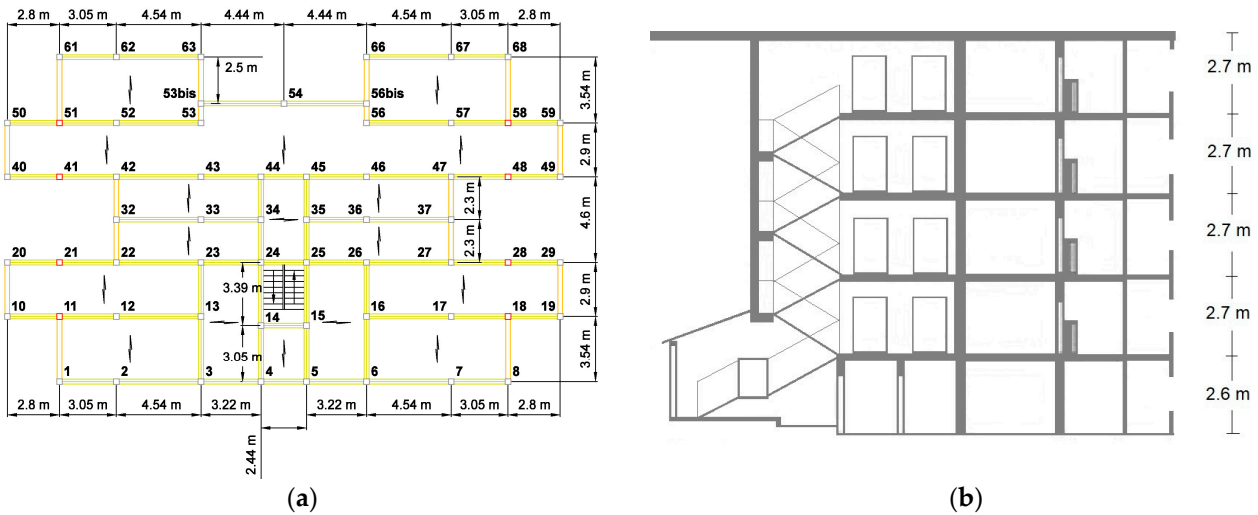 2.8 m 3.05 m 4.54 m 4.44 m 4.44 m 4.54 m 3.05 m 2.8 m
61 62 63 66 67 68
2.5 m
3.54 m
53bis 54 56bis
50 51 52 53 56 57 58 59
2.9 m
40 41 42 43 44 45 46 47 48 49
2.3 m
4.6 m
32 33 34 35 36 37
2.3 m
20 21 22 23 24 25 26 27 28 29
3.39 m
2.9 m
10 11 12 13 14 15 16 17 18 19
3.05 m
3.54 m
1 2 3 4 5 6 7 8
2.8 m 3.05 m 4.54 m 3.22 m 3.22 m 4.54 m 3.05 m 2.8 m
2.44 m
(a)
2.7 m
2.7 m
2.7 m
2.7 m
2.6 m
(b)